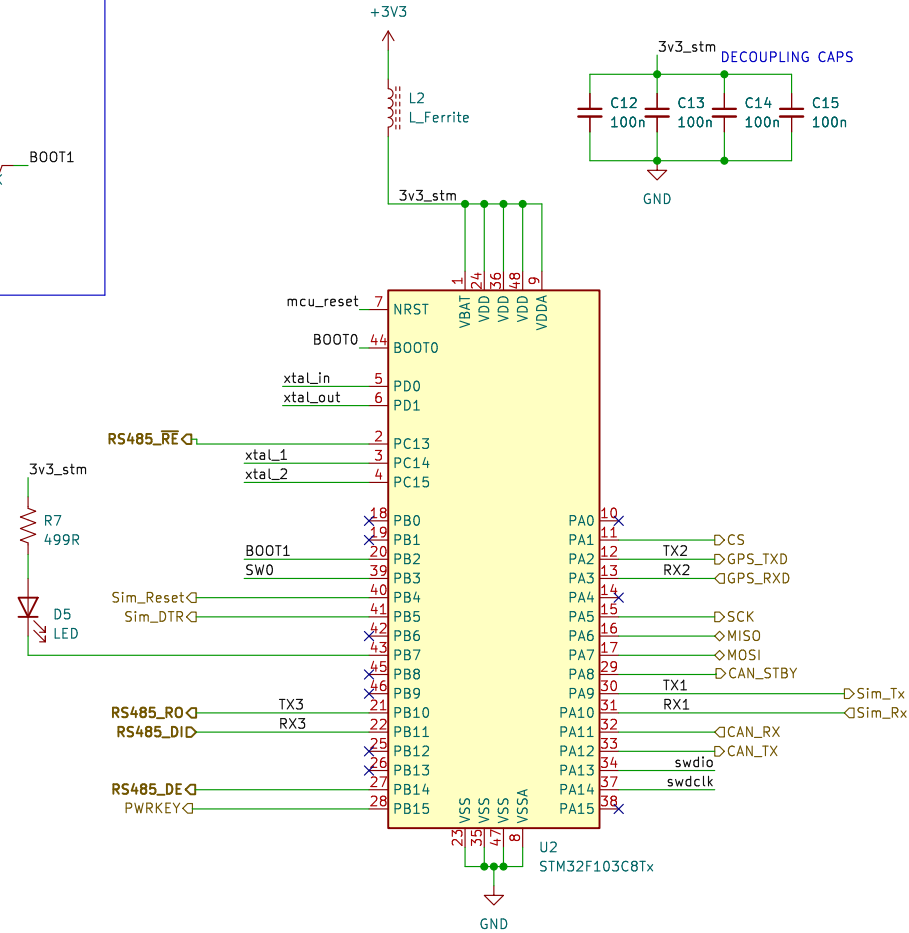 +3V3
3v3_stm
DECOUPLING CAPS
L2
L_Ferrite
C12
100n
C13
100n
C14
100n
C15
100n
BOOT1
GND
3v3_stm
1
24
36
48
9
VBAT
VDD
VDD
VDD
VDDA
mcu_reset
7
NRST
BOOT0
44
BOOT0
xtal_in
5
PD0
xtal_out
6
PD1
RS485_RE
2
PC13
xtal_1
3
PC14
xtal_2
4
PC15
3v3_stm
R7
499R
D5
LED
18
PB0
19
PB1
BOOT1
20
PB2
SW0
39
PB3
Sim_Reset
40
PB4
Sim_DTR
41
PB5
42
PB6
43
PB7
45
PB8
46
PB9
RS485_RO
TX3
21
PB10
RS485_DI
RX3
22
PB11
25
PB12
26
PB13
RS485_DE
27
PB14
PWRKEY
28
PB15
PA0
10
PA1
11
CS
PA2
12
TX2
GPS_TXD
PA3
13
RX2
GPS_RXD
PA4
14
PA5
15
SCK
PA6
16
MISO
PA7
17
MOSI
PA8
29
CAN_STBY
PA9
30
TX1
Sim_Tx
PA10
31
RX1
Sim_Rx
PA11
32
CAN_RX
PA12
33
CAN_TX
PA13
34
swdio
PA14
37
swdclk
PA15
38
VSS
VSS
VSS
VSSA
23
35
47
8
U2
STM32F103C8Tx
GND